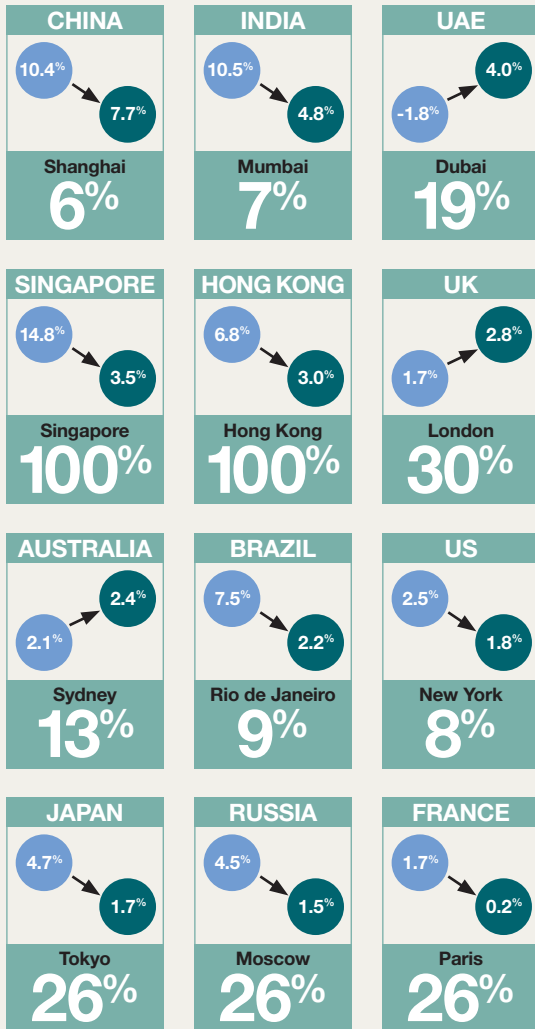 CHINA
10.4%
7.7%
Shanghai
6%
INDIA
10.5%
4.8%
Mumbai
7%
UAE
4.0%
-1.8%
Dubai
19%
SINGAPORE
14.8%
3.5%
Singapore
100%
HONG KONG
6.8%
3.0%
Hong Kong
100%
UK
2.8%
1.7%
London
30%
AUSTRALIA
2.4%
2.1%
Sydney
13%
BRAZIL
7.5%
2.2%
Rio de Janeiro
9%
US
2.5%
1.8%
New York
8%
JAPAN
4.7%
1.7%
Tokyo
26%
RUSSIA
4.5%
1.5%
Moscow
26%
FRANCE
1.7%
0.2%
Paris
26%